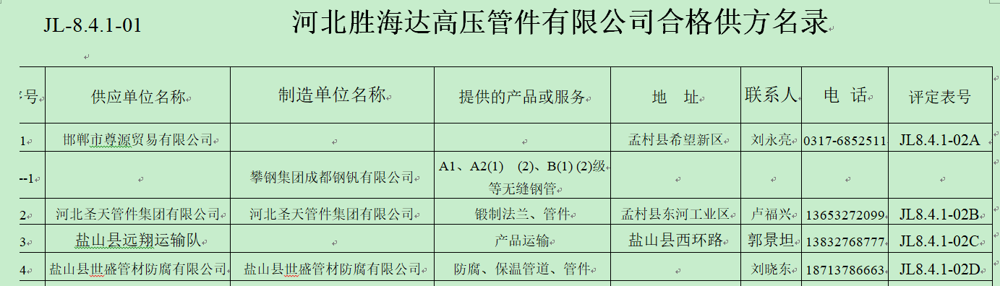 JL-8.4.1-01 河北胜海达高压管件有限公司合格供方名录
序号 供应单位名称 制造单位名称 提供的产品或服务 地 址 联系人 电 话 评定表号
1 邯郸市尊源贸易有限公司 孟村县希望新区 刘永亮 0317-6852511 JL8.4.1-02A
--1 攀钢集团成都钢钒有限公司 A1、A2(1) (2)、B(1) (2)级
等无缝钢管
2 河北圣天管件集团有限公司 河北圣天管件集团有限公司 锻制法兰、管件 孟村县东河工业区 卢福兴 13653272099 JL8.4.1-02B
3 盐山县远翔运输队 产品运输 盐山县西环路 郭景坦 13832768777 JL8.4.1-02C
4 盐山县世盛管材防腐有限公司 盐山县世盛管材防腐有限公司 防腐、保温管道、管件 刘晓东 18713786663 JL8.4.1-02D